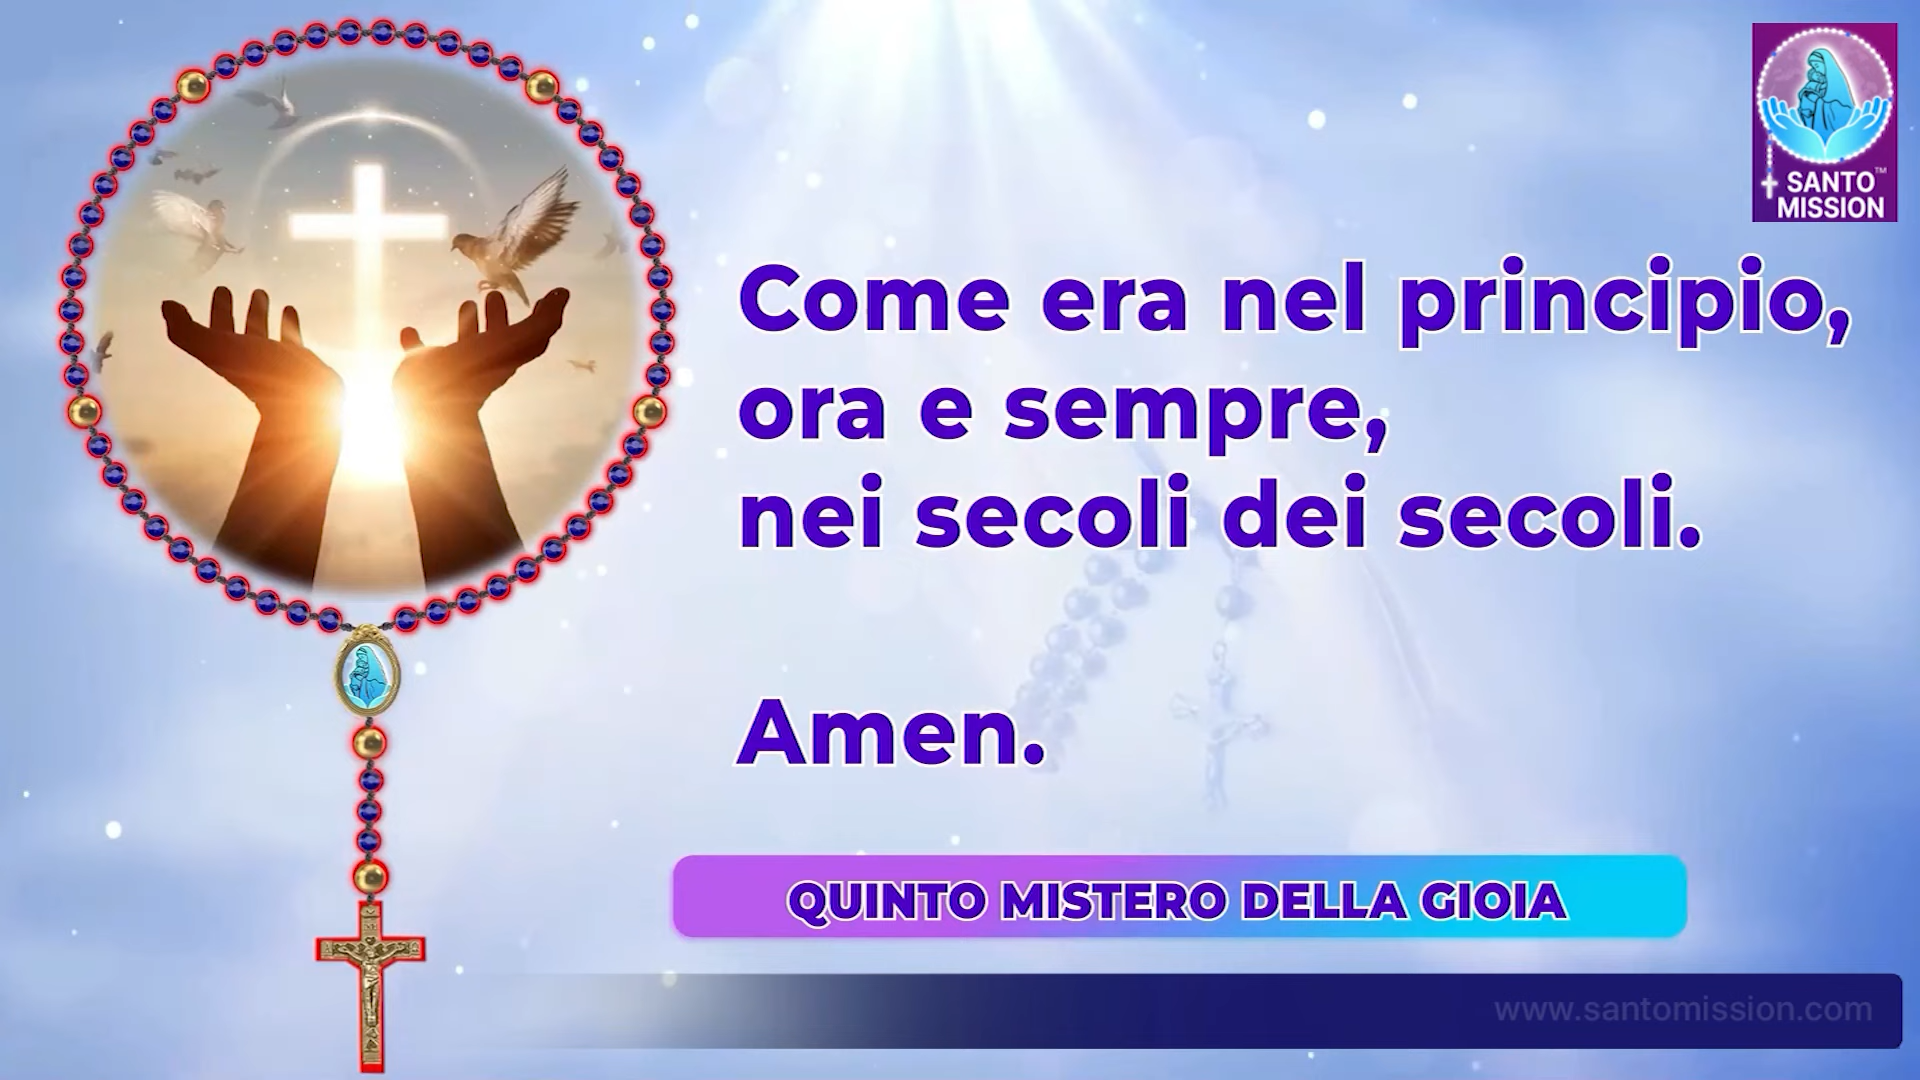 SANTO™
MISSION
Come era nel principio,
ora e sempre,
nei secoli dei secoli.
Amen.
QUINTO MISTERO DELLA GIOIA
www.santomission.com